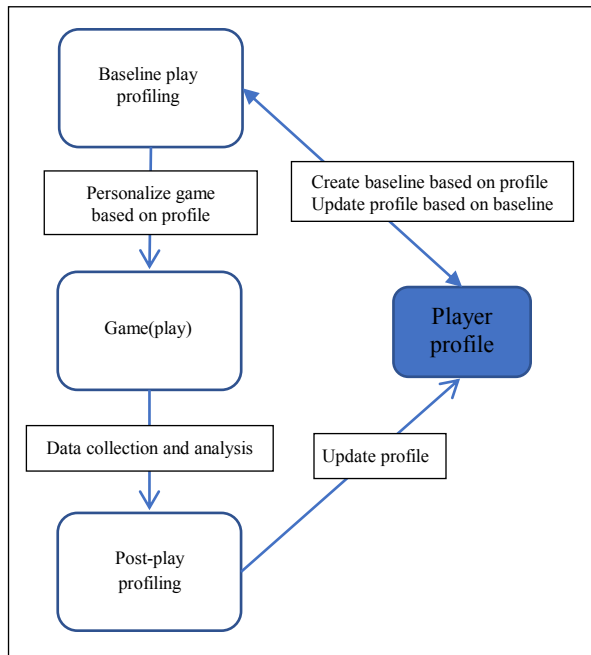 Baseline play
profiling
Personalize game
based on profile
Create baseline based on profile
Update profile based on baseline
Game(play)
Player
profile
Data collection and analysis
Update profile
Post-play
profiling